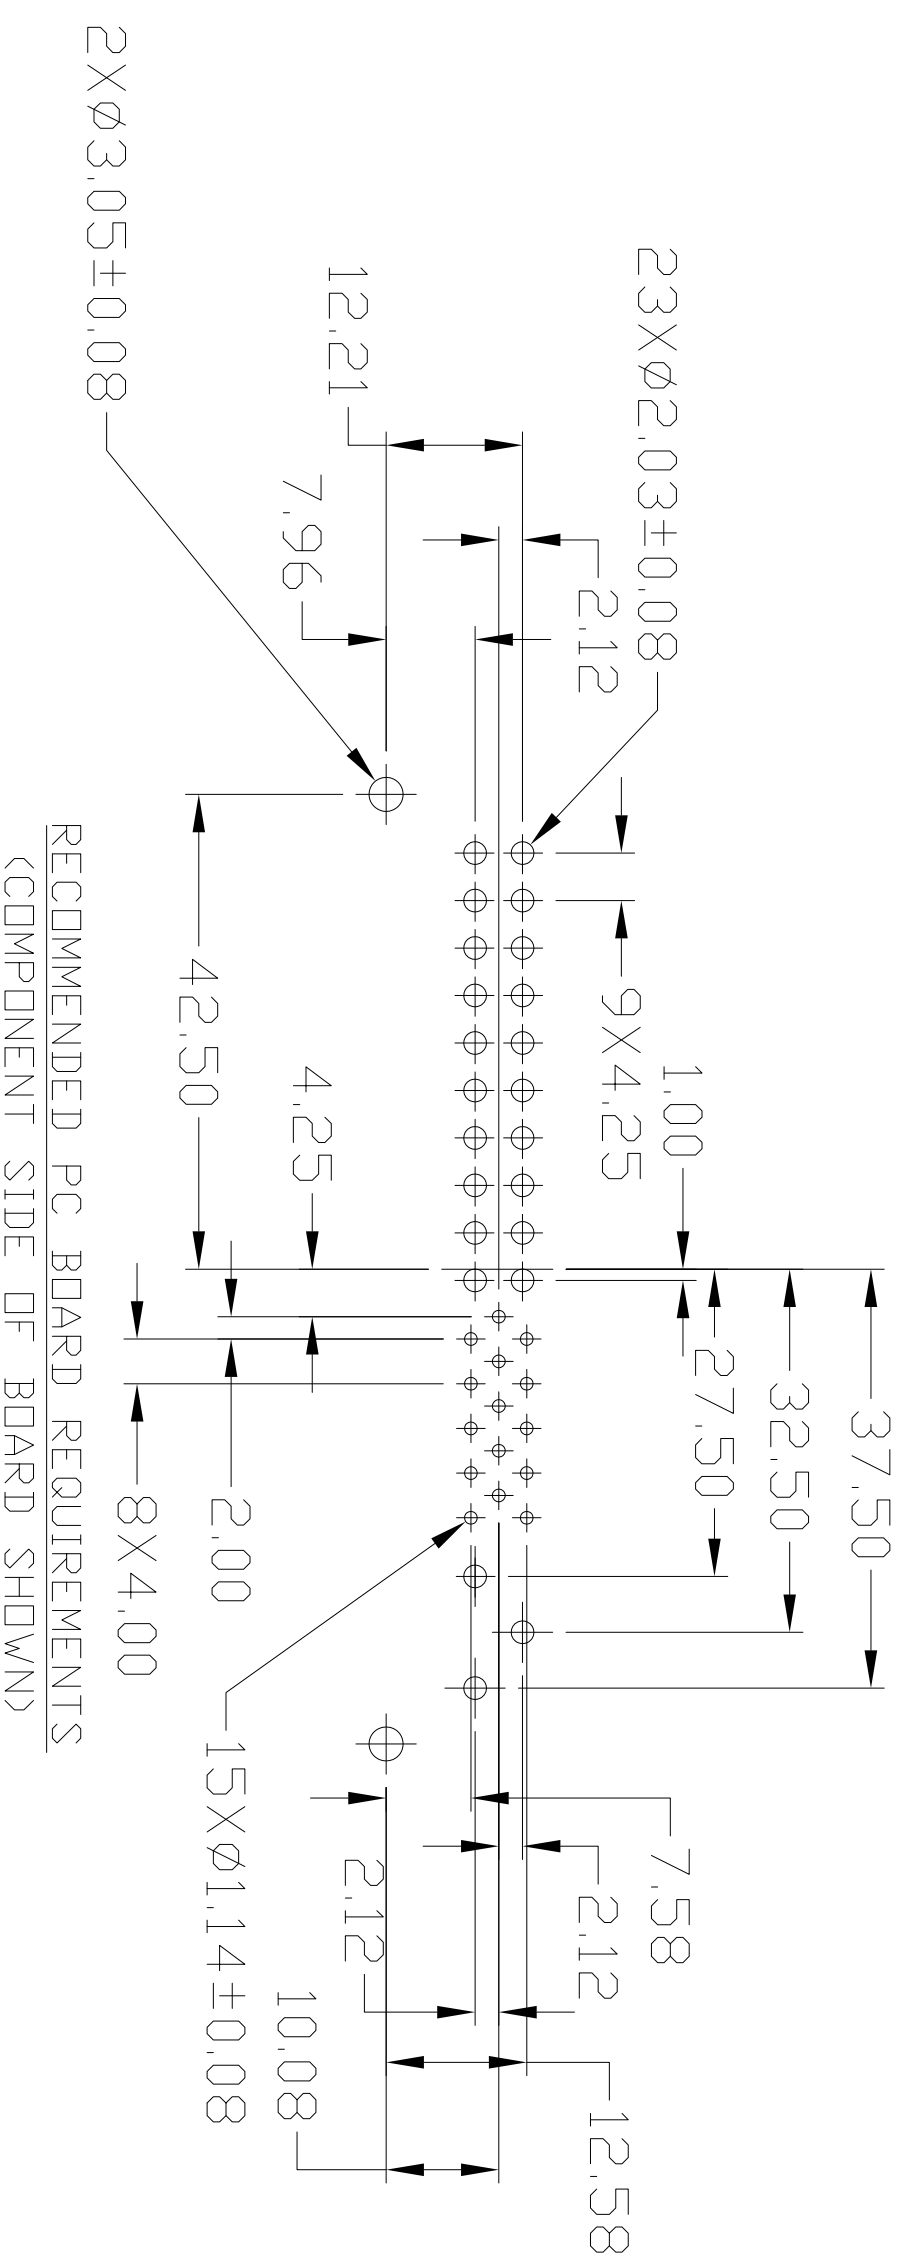 37.50
32.50
27.50
1.00
23XØ2.03±0.08
7.58
9X4.25
2.12
2.12
12.58
12.21
7.96
4.25
2.12
10.08
42.50
2.00
15XØ1.14±0.08
8X4.00
2XØ3.05±0.08
RECOMMENDED PC BOARD REQUIREMENTS
(COMPONENT SIDE OF BOARD SHOWN)